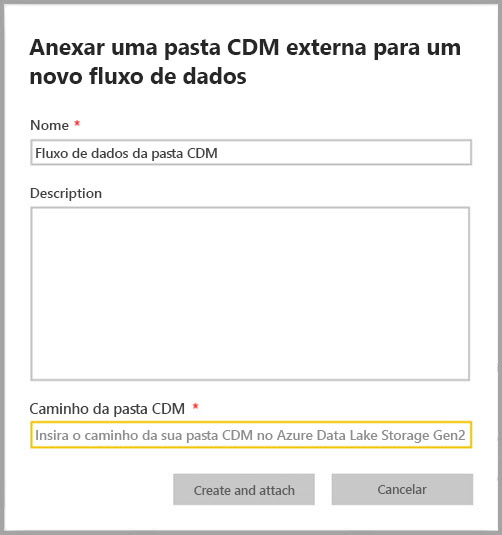 Anexar uma pasta CDM externa para um
novo fluxo de dados
Nome *
Fluxo de dados da pasta CDM
Description
Caminho da pasta CDM *
Insira o caminho da sua pasta CDM no Azure Data Lake Storage Gen2
Create and attach
Cancelar